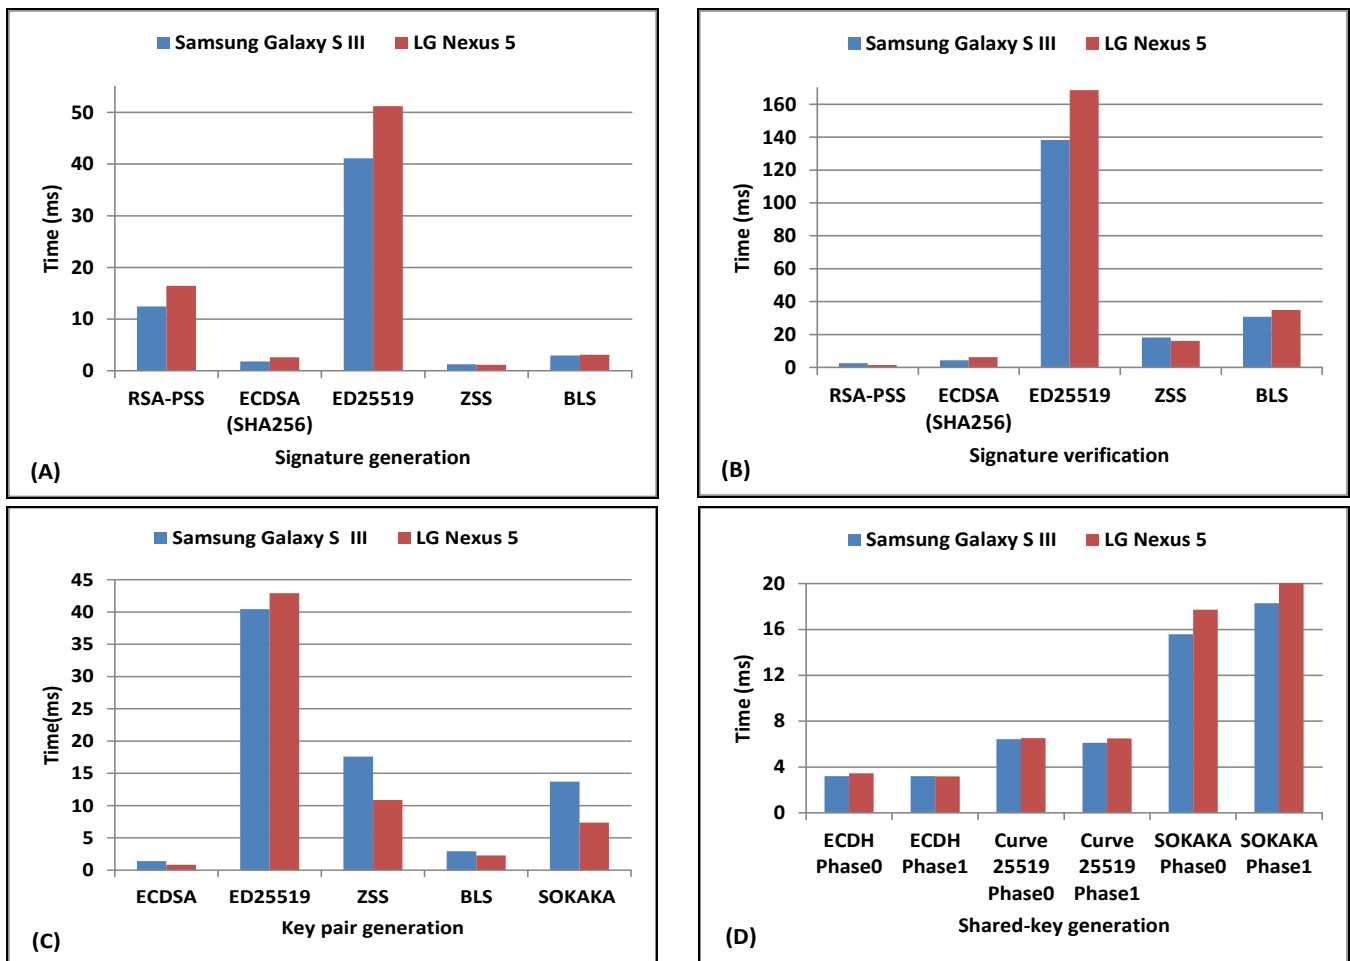 Samsung Galaxy S III LG Nexus 5
50
40
30
20
10
0
Time (ms)
RSA-PSS ECDSA ED25519 ZSS BLS
(SHA256)
Signature generation
(A)
Samsung Galaxy S III LG Nexus 5
160
140
120
100
80
60
40
20
0
Time (ms)
RSA-PSS ECDSA ED25519 ZSS BLS
(SHA256)
Signature verification
(B)
Samsung Galaxy S III LG Nexus 5
45
40
35
30
25
20
15
10
5
0
Time(ms)
ECDSA ED25519 ZSS BLS SOKAKA
Key pair generation
(C)
Samsung Galaxy S III LG Nexus 5
20
16
12
8
4
0
Time (ms)
ECDH ECDH Curve Curve SOKAKA SOKAKA
Phase0 Phase1 25519 25519 Phase0 Phase1
Phase0 Phase1
Shared-key generation
(D)